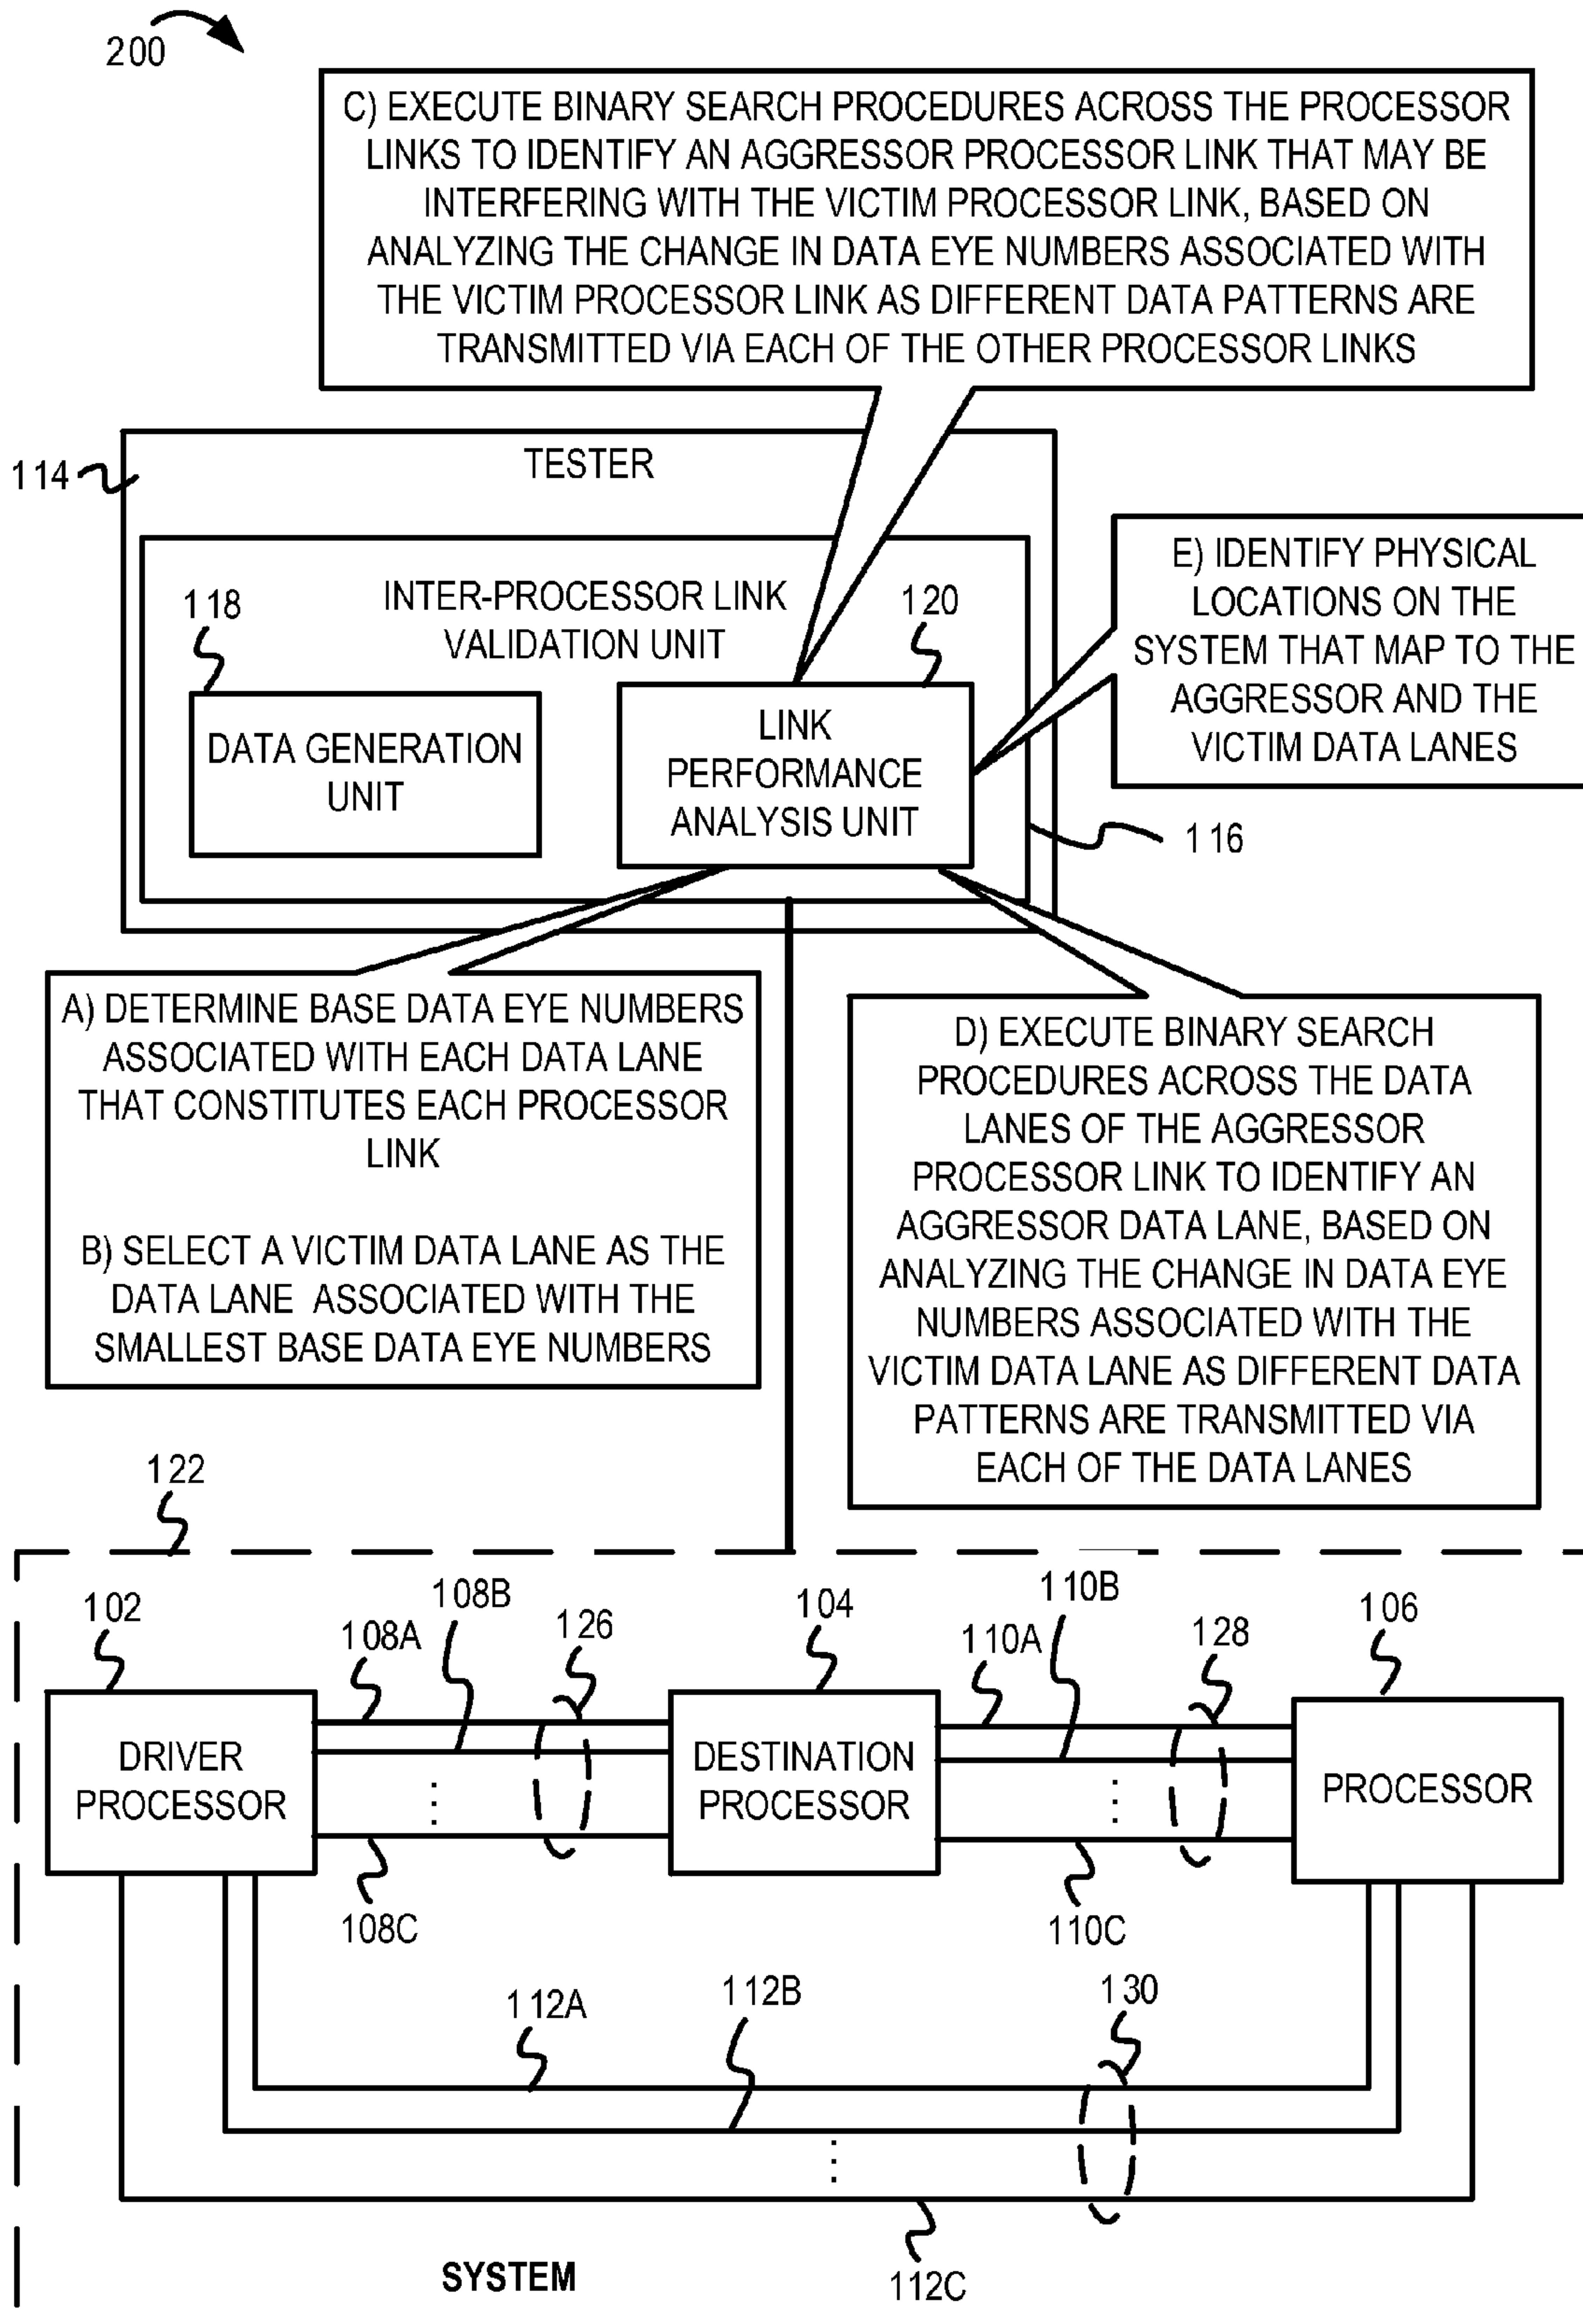 200
C) EXECUTE BINARY SEARCH PROCEDURES ACROSS THE PROCESSOR
LINKS TO IDENTIFY AN AGGRESSOR PROCESSOR LINK THAT MAY BE
INTERFERING WITH THE VICTIM PROCESSOR LINK, BASED ON
ANALYZING THE CHANGE IN DATA EYE NUMBERS ASSOCIATED WITH
THE VICTIM PROCESSOR LINK AS DIFFERENT DATA PATTERNS ARE
TRANSMITTED VIA EACH OF THE OTHER PROCESSOR LINKS
114
TESTER
E) IDENTIFY PHYSICAL
LOCATIONS ON THE
SYSTEM THAT MAP TO THE
AGGRESSOR AND THE
VICTIM DATA LANES
118
INTER-PROCESSOR LINK
VALIDATION UNIT
120
DATA GENERATION
UNIT
LINK
PERFORMANCE
ANALYSIS UNIT
116
A) DETERMINE BASE DATA EYE NUMBERS
ASSOCIATED WITH EACH DATA LANE
THAT CONSTITUTES EACH PROCESSOR
LINK
B) SELECT A VICTIM DATA LANE AS THE
DATA LANE ASSOCIATED WITH THE
SMALLEST BASE DATA EYE NUMBERS
D) EXECUTE BINARY SEARCH
PROCEDURES ACROSS THE DATA
LANES OF THE AGGRESSOR
PROCESSOR LINK TO IDENTIFY AN
AGGRESSOR DATA LANE, BASED ON
ANALYZING THE CHANGE IN DATA EYE
NUMBERS ASSOCIATED WITH THE
VICTIM DATA LANE AS DIFFERENT DATA
PATTERNS ARE TRANSMITTED VIA
EACH OF THE DATA LANES
122
102
108A
108B
126
104
110A
110B
128
106
DRIVER
PROCESSOR
DESTINATION
PROCESSOR
PROCESSOR
108C
110C
112A
112B
130
112C
SYSTEM